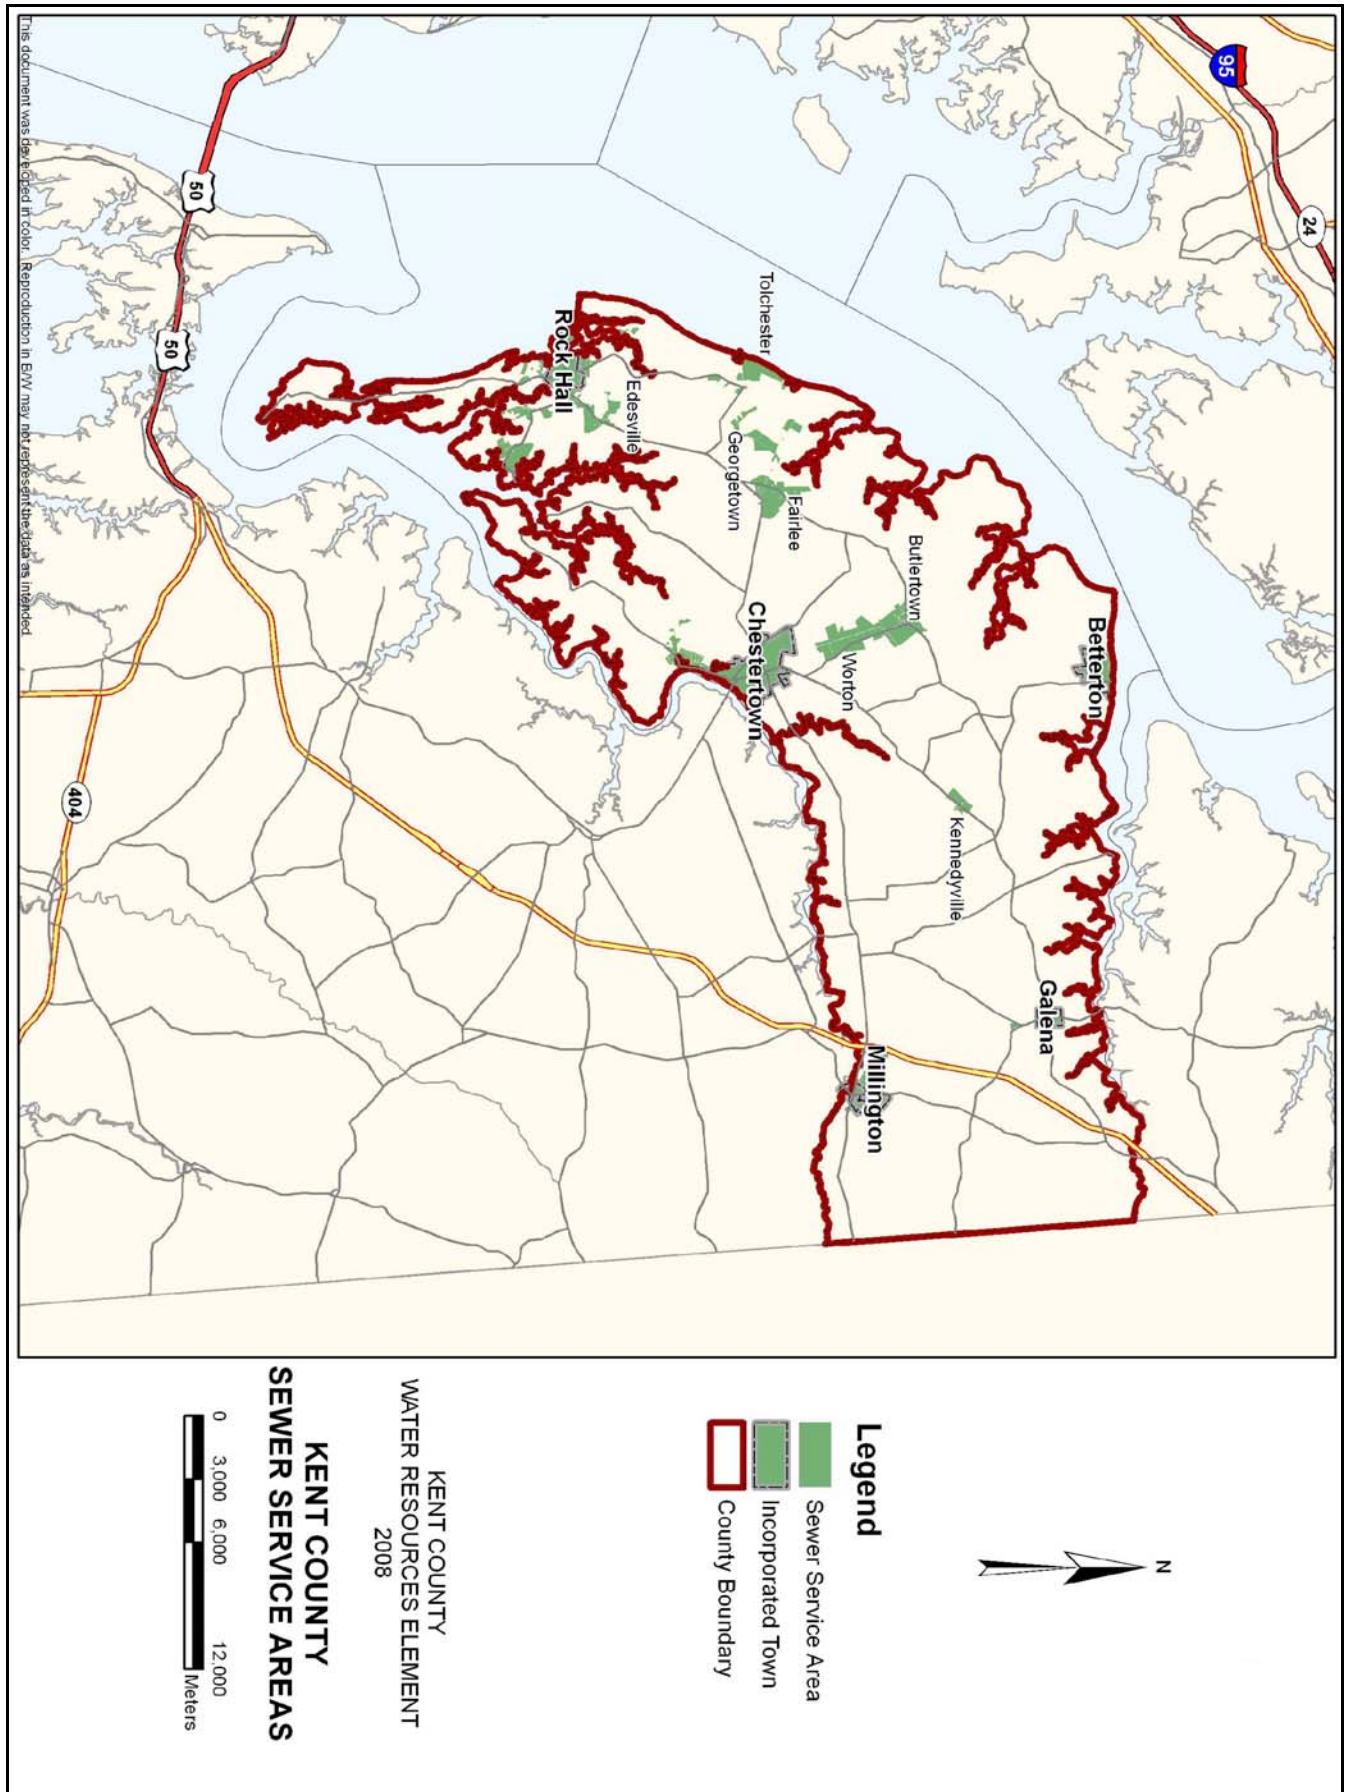 95
24
50
50
404
Tolchester
Rock Hall
Edesville
Georgetown
Fairlee
Butlertown
Worton
Chestertown
Betterton
Kennedyville
Galena
Millington
This document was developed in color. Reproduction in B/W may not represent the data as intended.
N
Legend
Sewer Service Area
Incorporated Town
County Boundary
KENT COUNTY
WATER RESOURCES ELEMENT
2008
KENT COUNTY
SEWER SERVICE AREAS
0 3,000 6,000 12,000
Meters